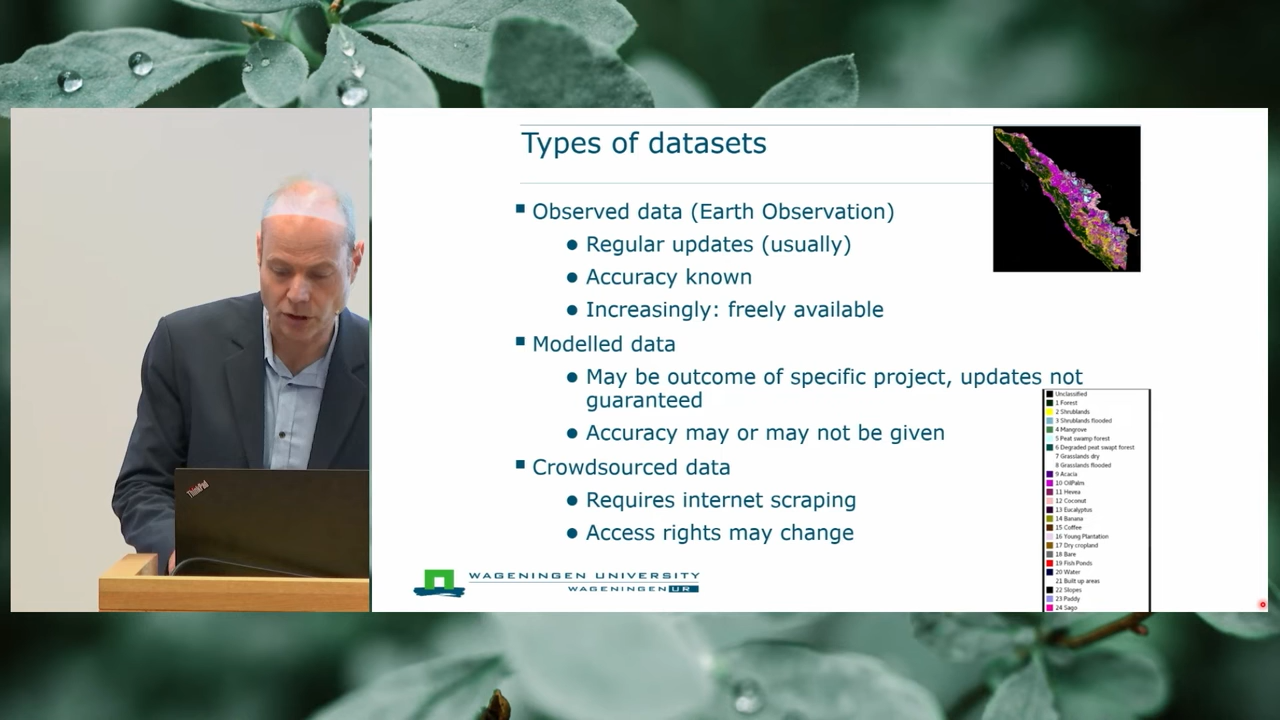 Types of datasets
Observed data (Earth Observation)
Regular updates (usually)
Accuracy known
Increasingly: freely available
Modelled data
May be outcome of specific project, updates not
guaranteed
Accuracy may or may not be given
Crowdsourced data
Requires internet scraping
Access rights may change
WAGENINGEN UNIVERSITY
WAGENINGEN UR
Unclassified
1 Forest
2 Shrublands
3 Shrublands flooded
4 Mangrove
5 Peat swamp forest
6 Degraded peat swapt forest
7 Grasslands dry
8 Grasslands flooded
9 Acacia
10 OilPalm
11 Hevea
12 Coconut
13 Eucalyptus
14 Banana
15 Coffee
16 Young Plantation
17 Dry cropland
18 Bare
19 Fish Ponds
20 Water
21 Built up areas
22 Slopes
23 Paddy
24 Sago
ThinkPad